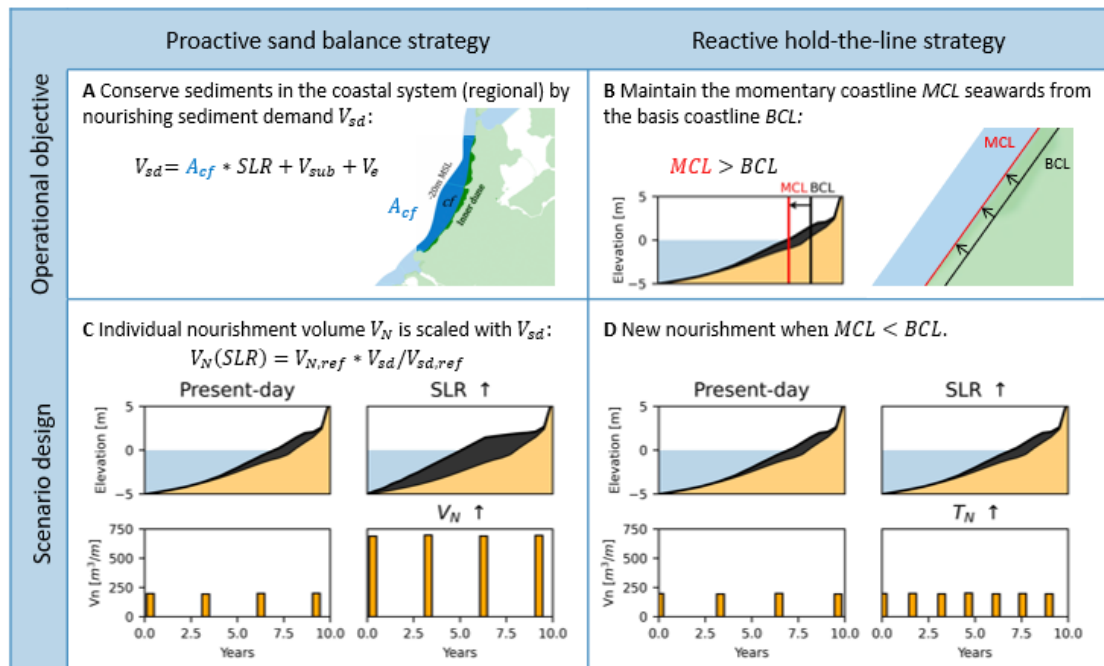 Proactive sand balance strategy
Reactive hold-the-line strategy
Operational objective
A Conserve sediments in the coastal system (regional) by
nourishing sediment demand V_sd:
V_sd = A_cf * SLR + V_sub + V_e
A_cf
-20m MSL
cf
Inner dune
B Maintain the momentary coastline MCL seawards from
the basis coastline BCL:
MCL > BCL
MCL BCL
Elevation [m]
5
0
−5
MCL
BCL
Scenario design
C Individual nourishment volume V_N is scaled with V_sd:
V_N(SLR) = V_N,ref * V_sd/V_sd,ref
Present-day
SLR ↑
Elevation [m]
5
0
−5
V_N ↑
Vn [m³/m]
750
500
250
0
0.0 2.5 5.0 7.5 10.0
Years
0.0 2.5 5.0 7.5 10.0
Years
D New nourishment when MCL < BCL.
Present-day
SLR ↑
Elevation [m]
5
0
−5
T_N ↑
Vn [m³/m]
750
500
250
0
0.0 2.5 5.0 7.5 10.0
Years
0.0 2.5 5.0 7.5 10.0
Years